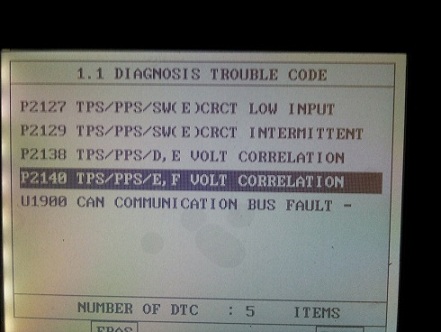 1.1 DIAGNOSIS TROUBLE CODE
P2127 TPS/PPS/SW(E)CRCT LOW INPUT
P2129 TPS/PPS/SW(E)CRCT INTERMITTENT
P2138 TPS/PPS/D,E VOLT CORRELATION
P2140 TPS/PPS/E,F VOLT CORRELATION
U1900 CAN COMMUNICATION BUS FAULT -
NUMBER OF DTC : 5 ITEMS
ERAS